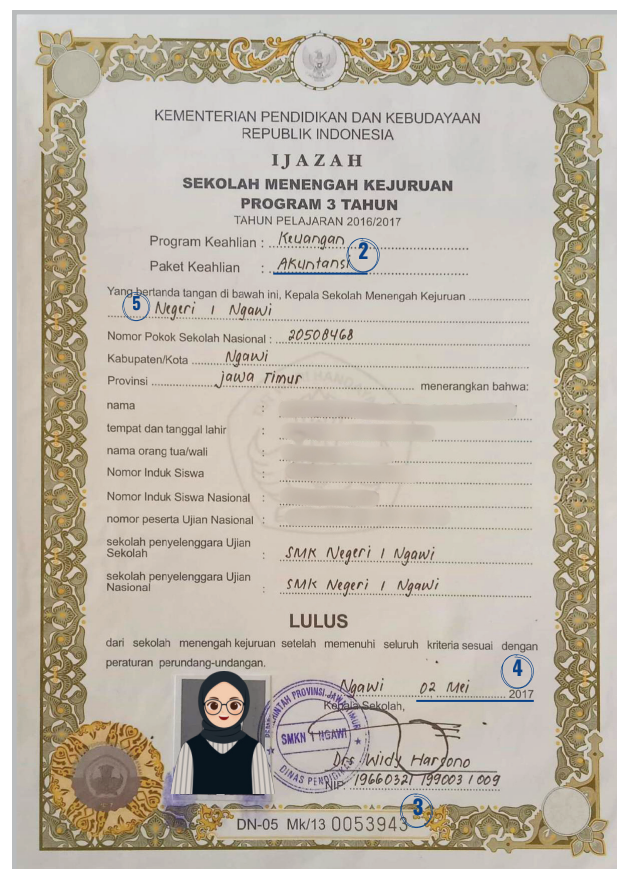 KEMENTERIAN PENDIDIKAN DAN KEBUDAYAAN
REPUBLIK INDONESIA
IJAZAH
SEKOLAH MENENGAH KEJURUAN
PROGRAM 3 TAHUN
TAHUN PELAJARAN 2016/2017
Program Keahlian : Keuangan
2
Paket Keahlian : Akuntansi
Yang bertanda tangan di bawah ini, Kepala Sekolah Menengah Kejuruan
5
Negeri 1 Ngawi
Nomor Pokok Sekolah Nasional : 20508468
Kabupaten/Kota Ngawi
Provinsi Jawa Timur menerangkan bahwa:
nama :
tempat dan tanggal lahir :
nama orang tua/wali :
Nomor Induk Siswa :
Nomor Induk Siswa Nasional :
nomor peserta Ujian Nasional :
sekolah penyelenggara Ujian
Sekolah : SMK Negeri 1 Ngawi
sekolah penyelenggara Ujian
Nasional : SMK Negeri 1 Ngawi
LULUS
dari sekolah menengah kejuruan setelah memenuhi seluruh kriteria sesuai dengan
peraturan perundang-undangan.
4
Ngawi 02 Mei 2017
Kepala Sekolah,
PEMERINTAH PROVINSI JAWA TIMUR
SMKN 1 NGAWI
DINAS PENDIDIKAN
Drs Widy Harsono
NIP. 19660321 199003 1 009
3
DN-05 Mk/13 0053943